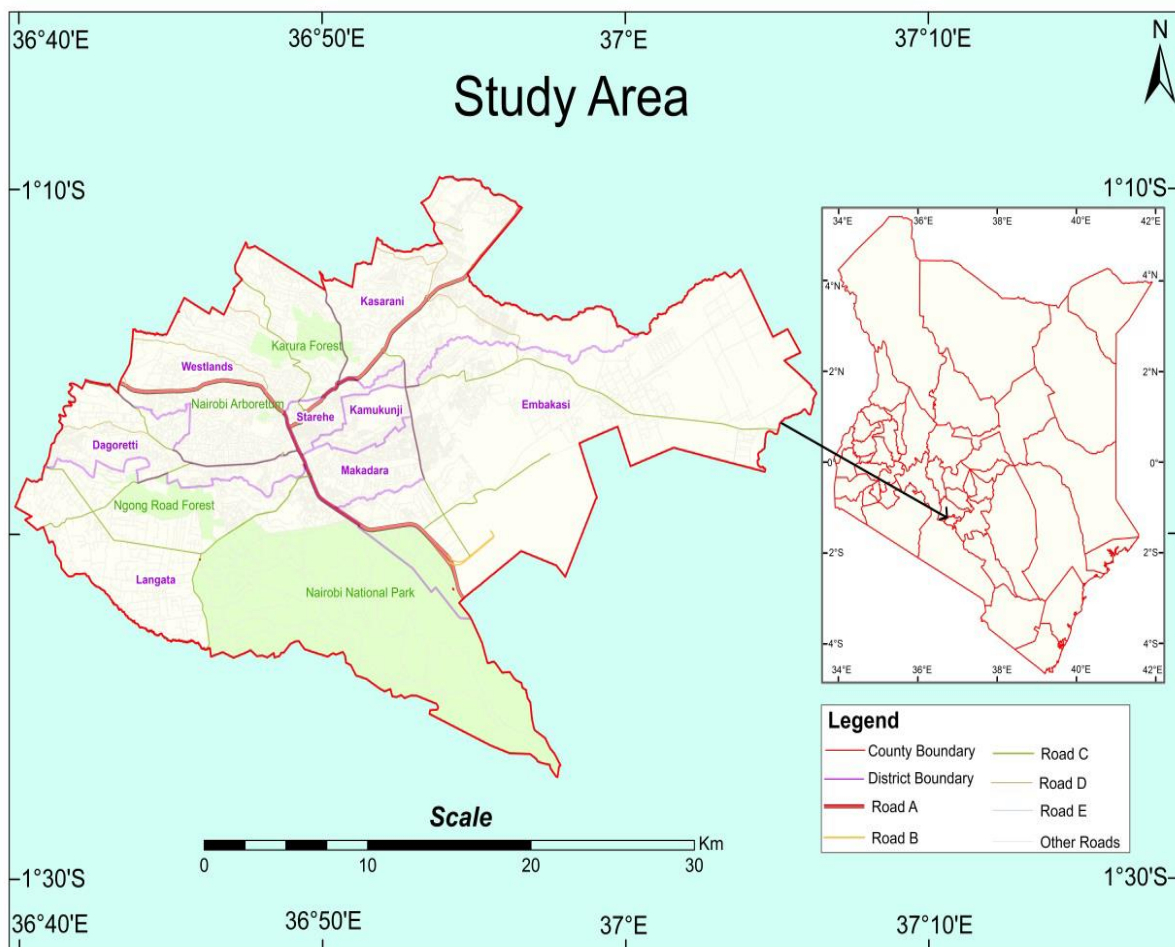 36°40'E 36°50'E 37°E 37°10'E
N
Study Area
1°10'S 1°10'S
34°E 36°E 38°E 40°E 42°E
4°N 4°N
2°N 2°N
0° 0°
2°S 2°S
4°S 4°S
34°E 36°E 38°E 40°E 42°E
Kasarani
Karura Forest
Westlands
Nairobi Arboretum
Starehe
Kamukunji
Embakasi
Dagoretti
Makadara
Ngong Road Forest
Langata
Nairobi National Park
Legend
County Boundary
District Boundary
Road A
Road B
Road C
Road D
Road E
Other Roads
Scale
Km
0 10 20 30
1°30'S 1°30'S
36°40'E 36°50'E 37°E 37°10'E